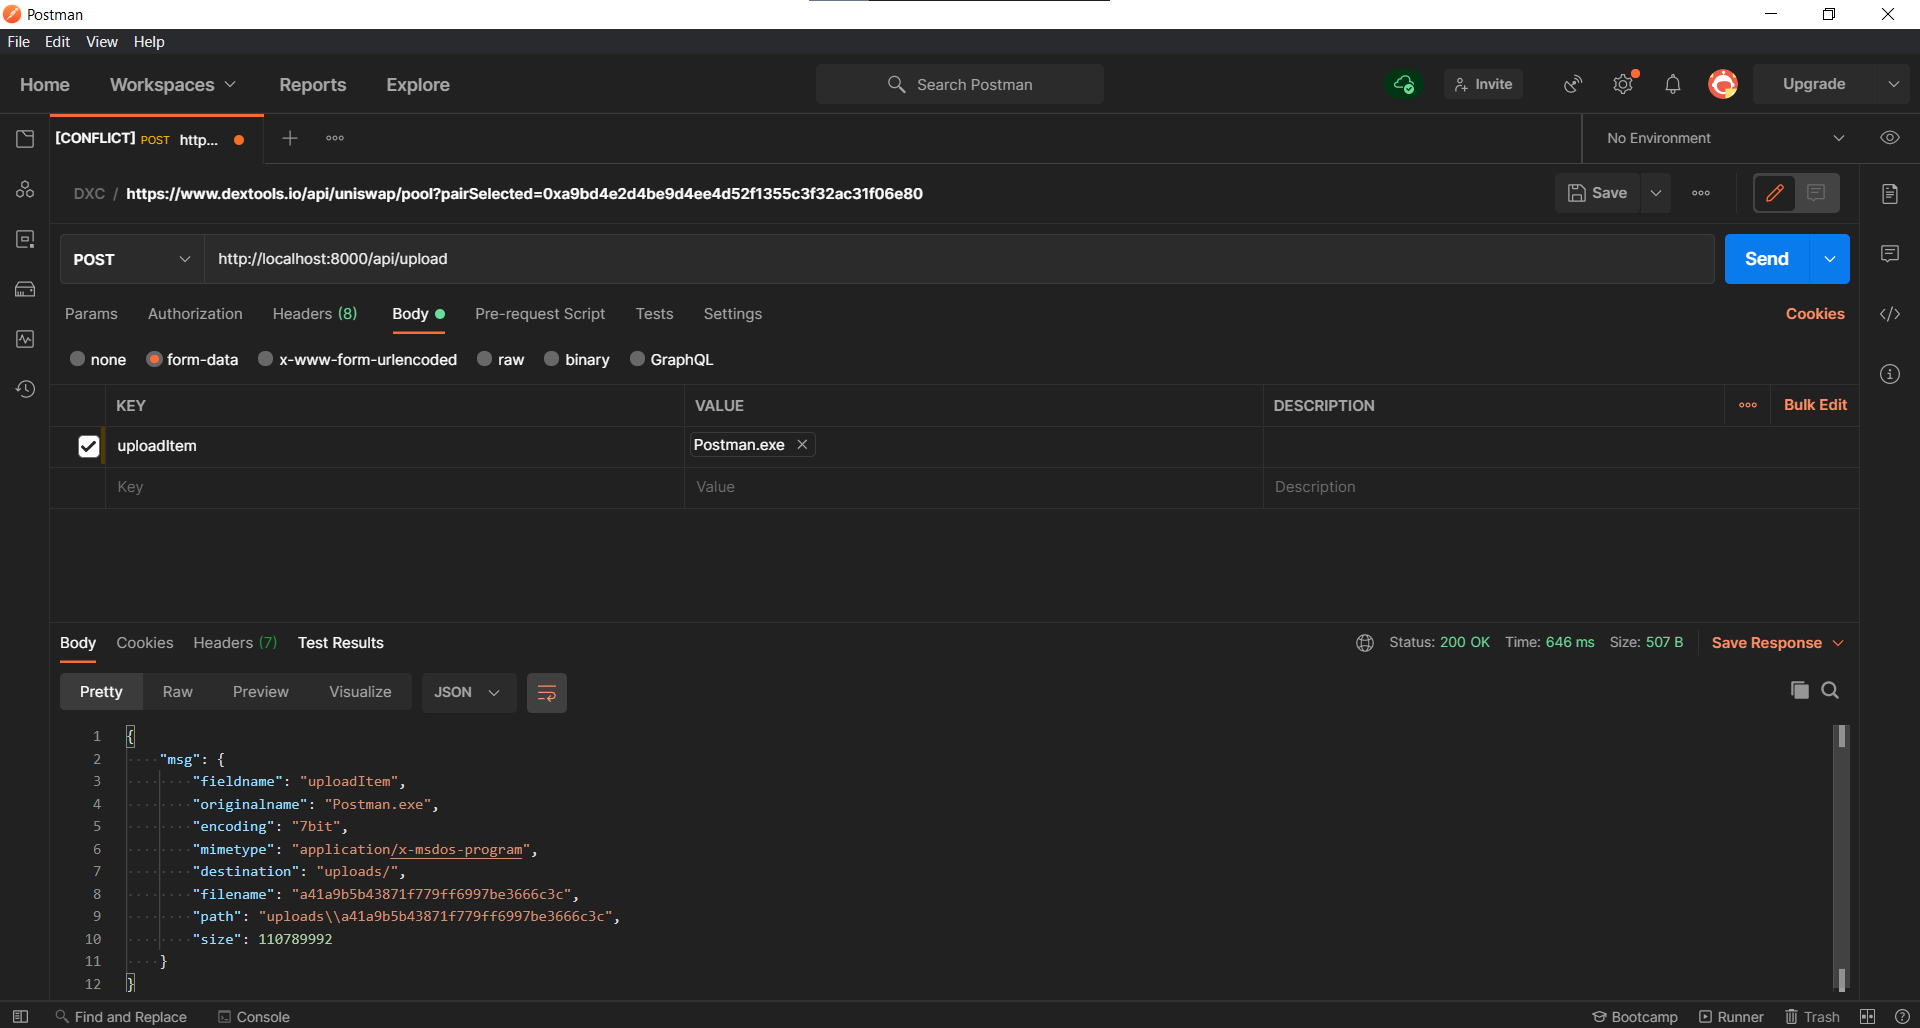 Postman
File Edit View Help
Home Workspaces Reports Explore Search Postman Invite Upgrade
[CONFLICT] POST http... No Environment
DXC / https://www.dextools.io/api/uniswap/pool?pairSelected=0xa9bd4e2d4be9d4ee4d52f1355c3f32ac31f06e80 Save
POST http://localhost:8000/api/upload Send
Params Authorization Headers (8) Body Pre-request Script Tests Settings Cookies
none form-data x-www-form-urlencoded raw binary GraphQL
KEY VALUE DESCRIPTION Bulk Edit
uploadItem Postman.exe
Key Value Description
Body Cookies Headers (7) Test Results Status: 200 OK Time: 646 ms Size: 507 B Save Response
Pretty Raw Preview Visualize JSON
1 {
2 "msg": {
3 "fieldname": "uploadItem",
4 "originalname": "Postman.exe",
5 "encoding": "7bit",
6 "mimetype": "application/x-msdos-program",
7 "destination": "uploads/",
8 "filename": "a41a9b5b43871f779ff6997be3666c3c",
9 "path": "uploads\\a41a9b5b43871f779ff6997be3666c3c",
10 "size": 110789992
11 }
12 }
Find and Replace Console Bootcamp Runner Trash